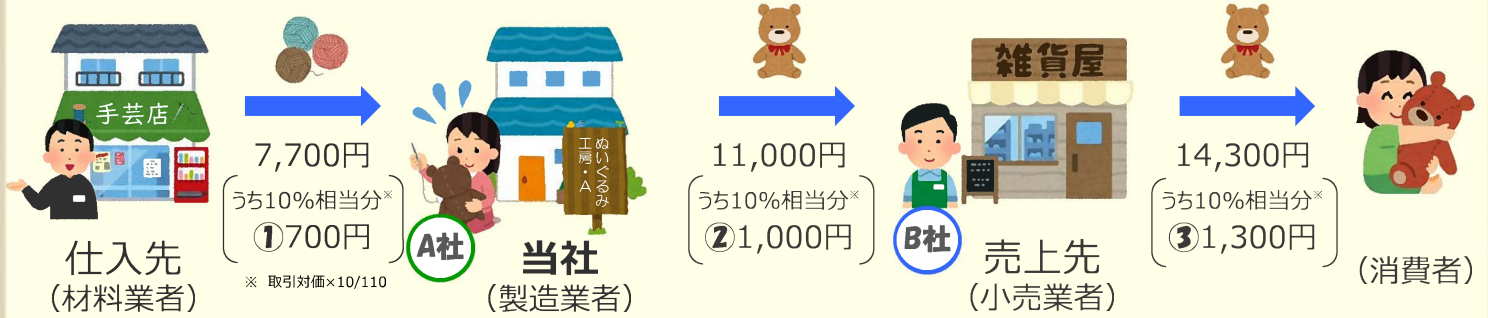 手芸店
7,700円
うち10%相当分※
①700円
※ 取引対価×10/110
仕入先
(材料業者)
ぬいぐるみ
工房・A
A社
当社
(製造業者)
11,000円
うち10%相当分※
②1,000円
雑貨屋
B社
売上先
(小売業者)
14,300円
うち10%相当分※
③1,300円
(消費者)